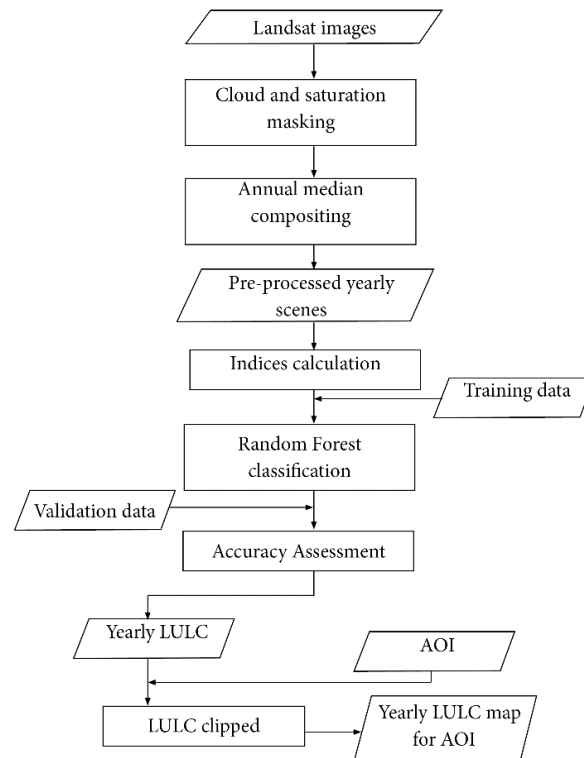 Landsat images
Cloud and saturation
masking
Annual median
compositing
Pre-processed yearly
scenes
Indices calculation
Training data
Random Forest
classification
Validation data
Accuracy Assessment
Yearly LULC
AOI
LULC clipped
Yearly LULC map
for AOI